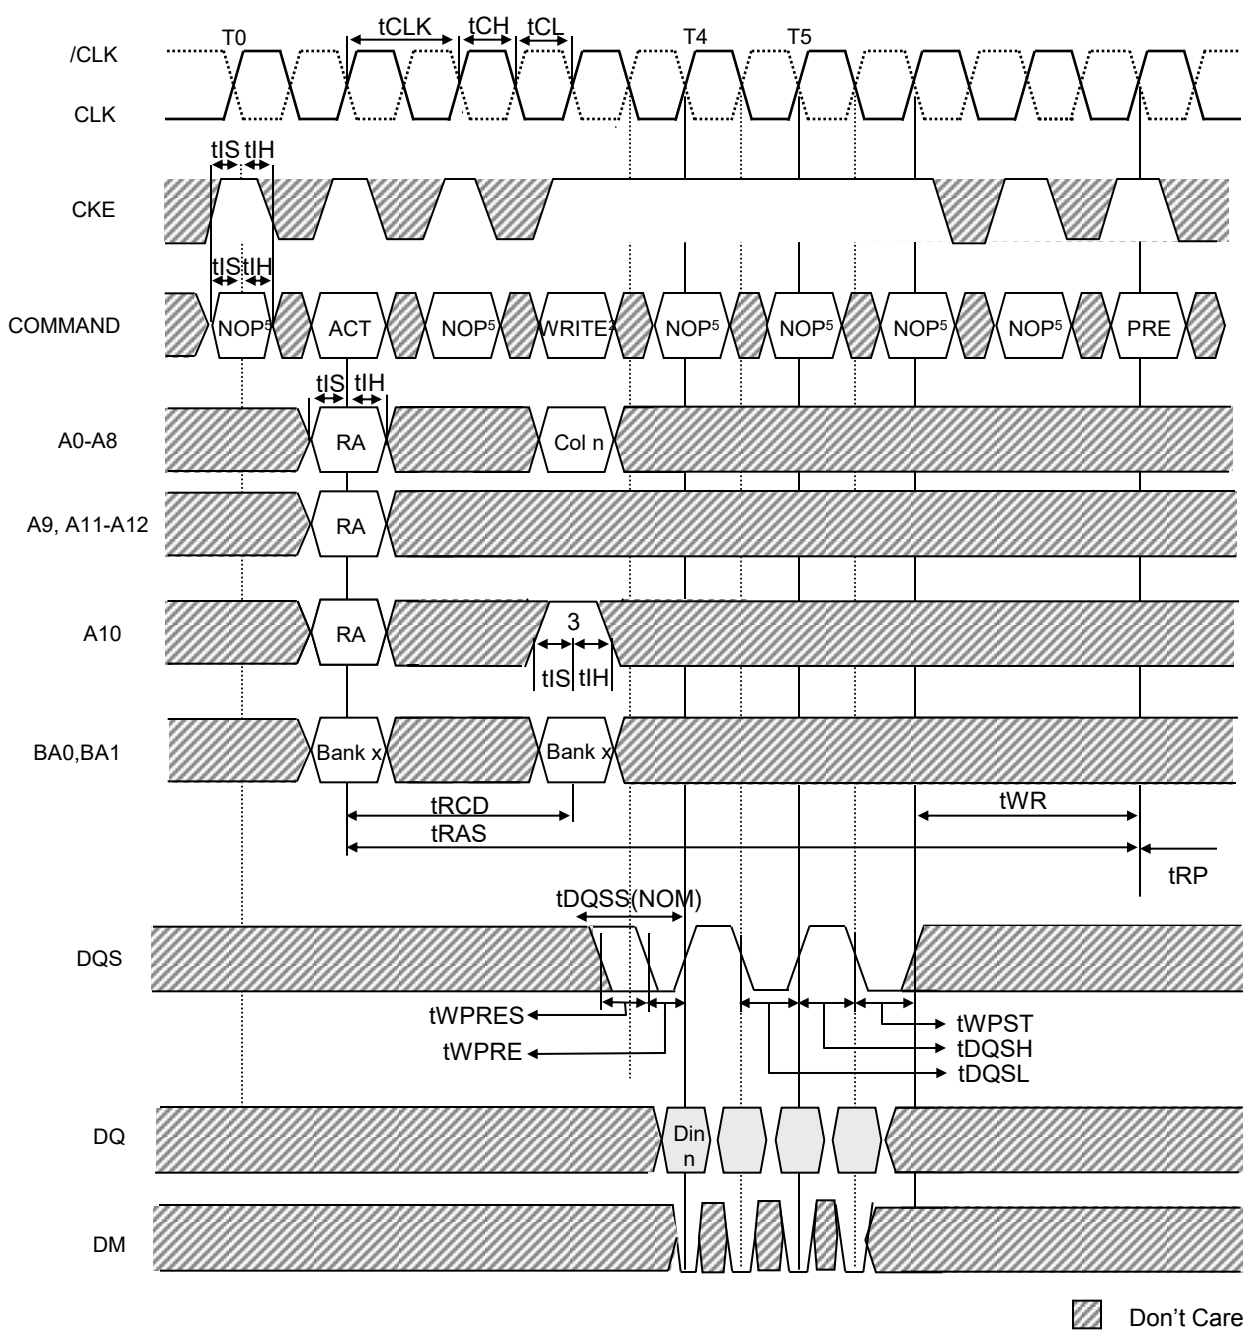 T0 tCLK tCH tCL T4 T5
/CLK
CLK
tIS tIH
CKE
tIS tIH
COMMAND NOP5 ACT NOP5 WRITE2 NOP5 NOP5 NOP5 NOP5 PRE
tIS tIH
A0-A8 RA Col n
A9, A11-A12 RA
A10 RA 3
tIS tIH
BA0,BA1 Bank x Bank x
tRCD tWR
tRAS
tRP
tDQSS(NOM)
DQS
tWPRES tWPST
tWPRE tDQSH
tDQSL
DQ Din
n
DM
Don't Care